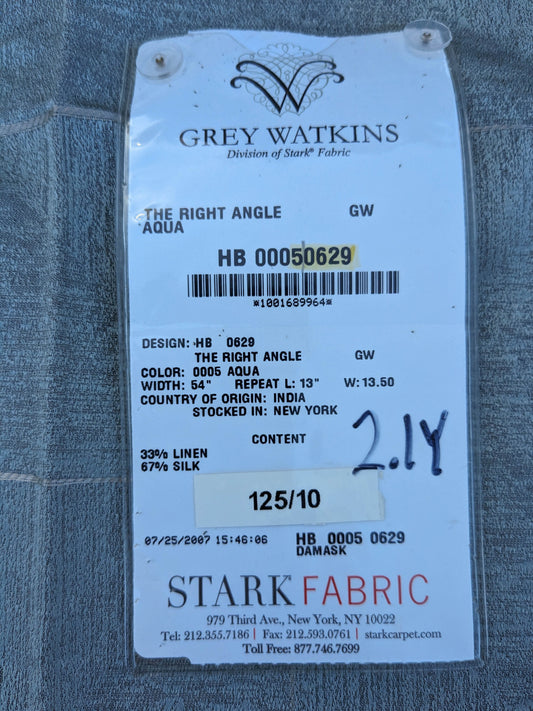 GREY WATKINS
Division of Stark® Fabric
THE RIGHT ANGLE GW
AQUA
HB 00050629
*1001689964*
DESIGN: HB 0629
THE RIGHT ANGLE GW
COLOR: 0005 AQUA
WIDTH: 54" REPEAT L: 13" W: 13.50
COUNTRY OF ORIGIN: INDIA
STOCKED IN: NEW YORK
CONTENT
2.1Y
33% LINEN
67% SILK
125/10
07/25/2007 15:46:06 HB 0005 0629
DAMASK
STARK FABRIC
979 Third Ave., New York, NY 10022
Tel: 212.355.7186 | Fax: 212.593.0761 | starkcarpet.com
Toll Free: 877.746.7699